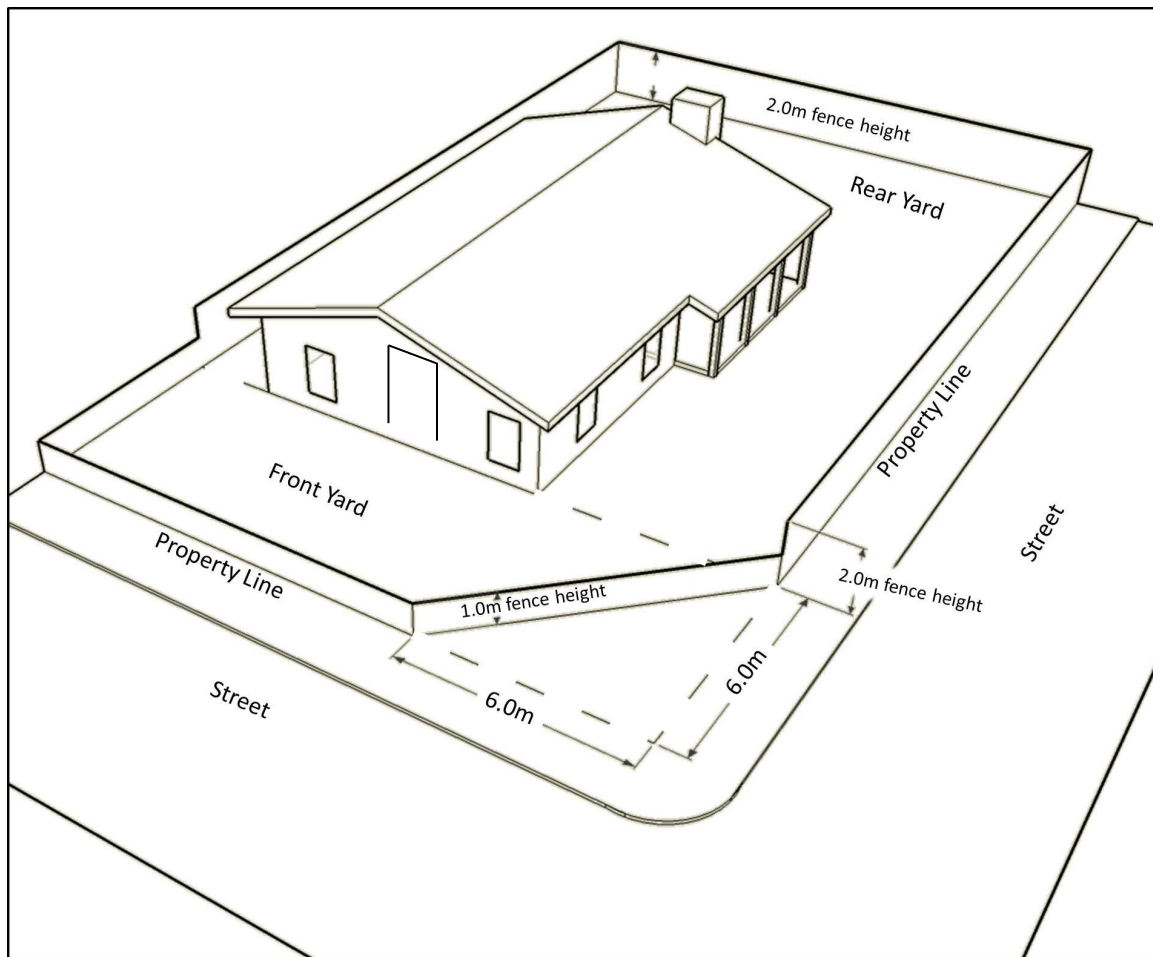 2.0m fence height
Rear Yard
Property Line
Front Yard
Street
Property Line
2.0m fence height
1.0m fence height
6.0m
6.0m
Street